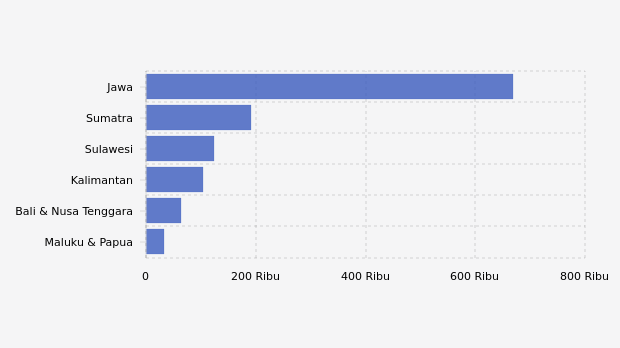 Jawa
Sumatra
Sulawesi
Kalimantan
Bali & Nusa Tenggara
Maluku & Papua
0 200 Ribu 400 Ribu 600 Ribu 800 Ribu